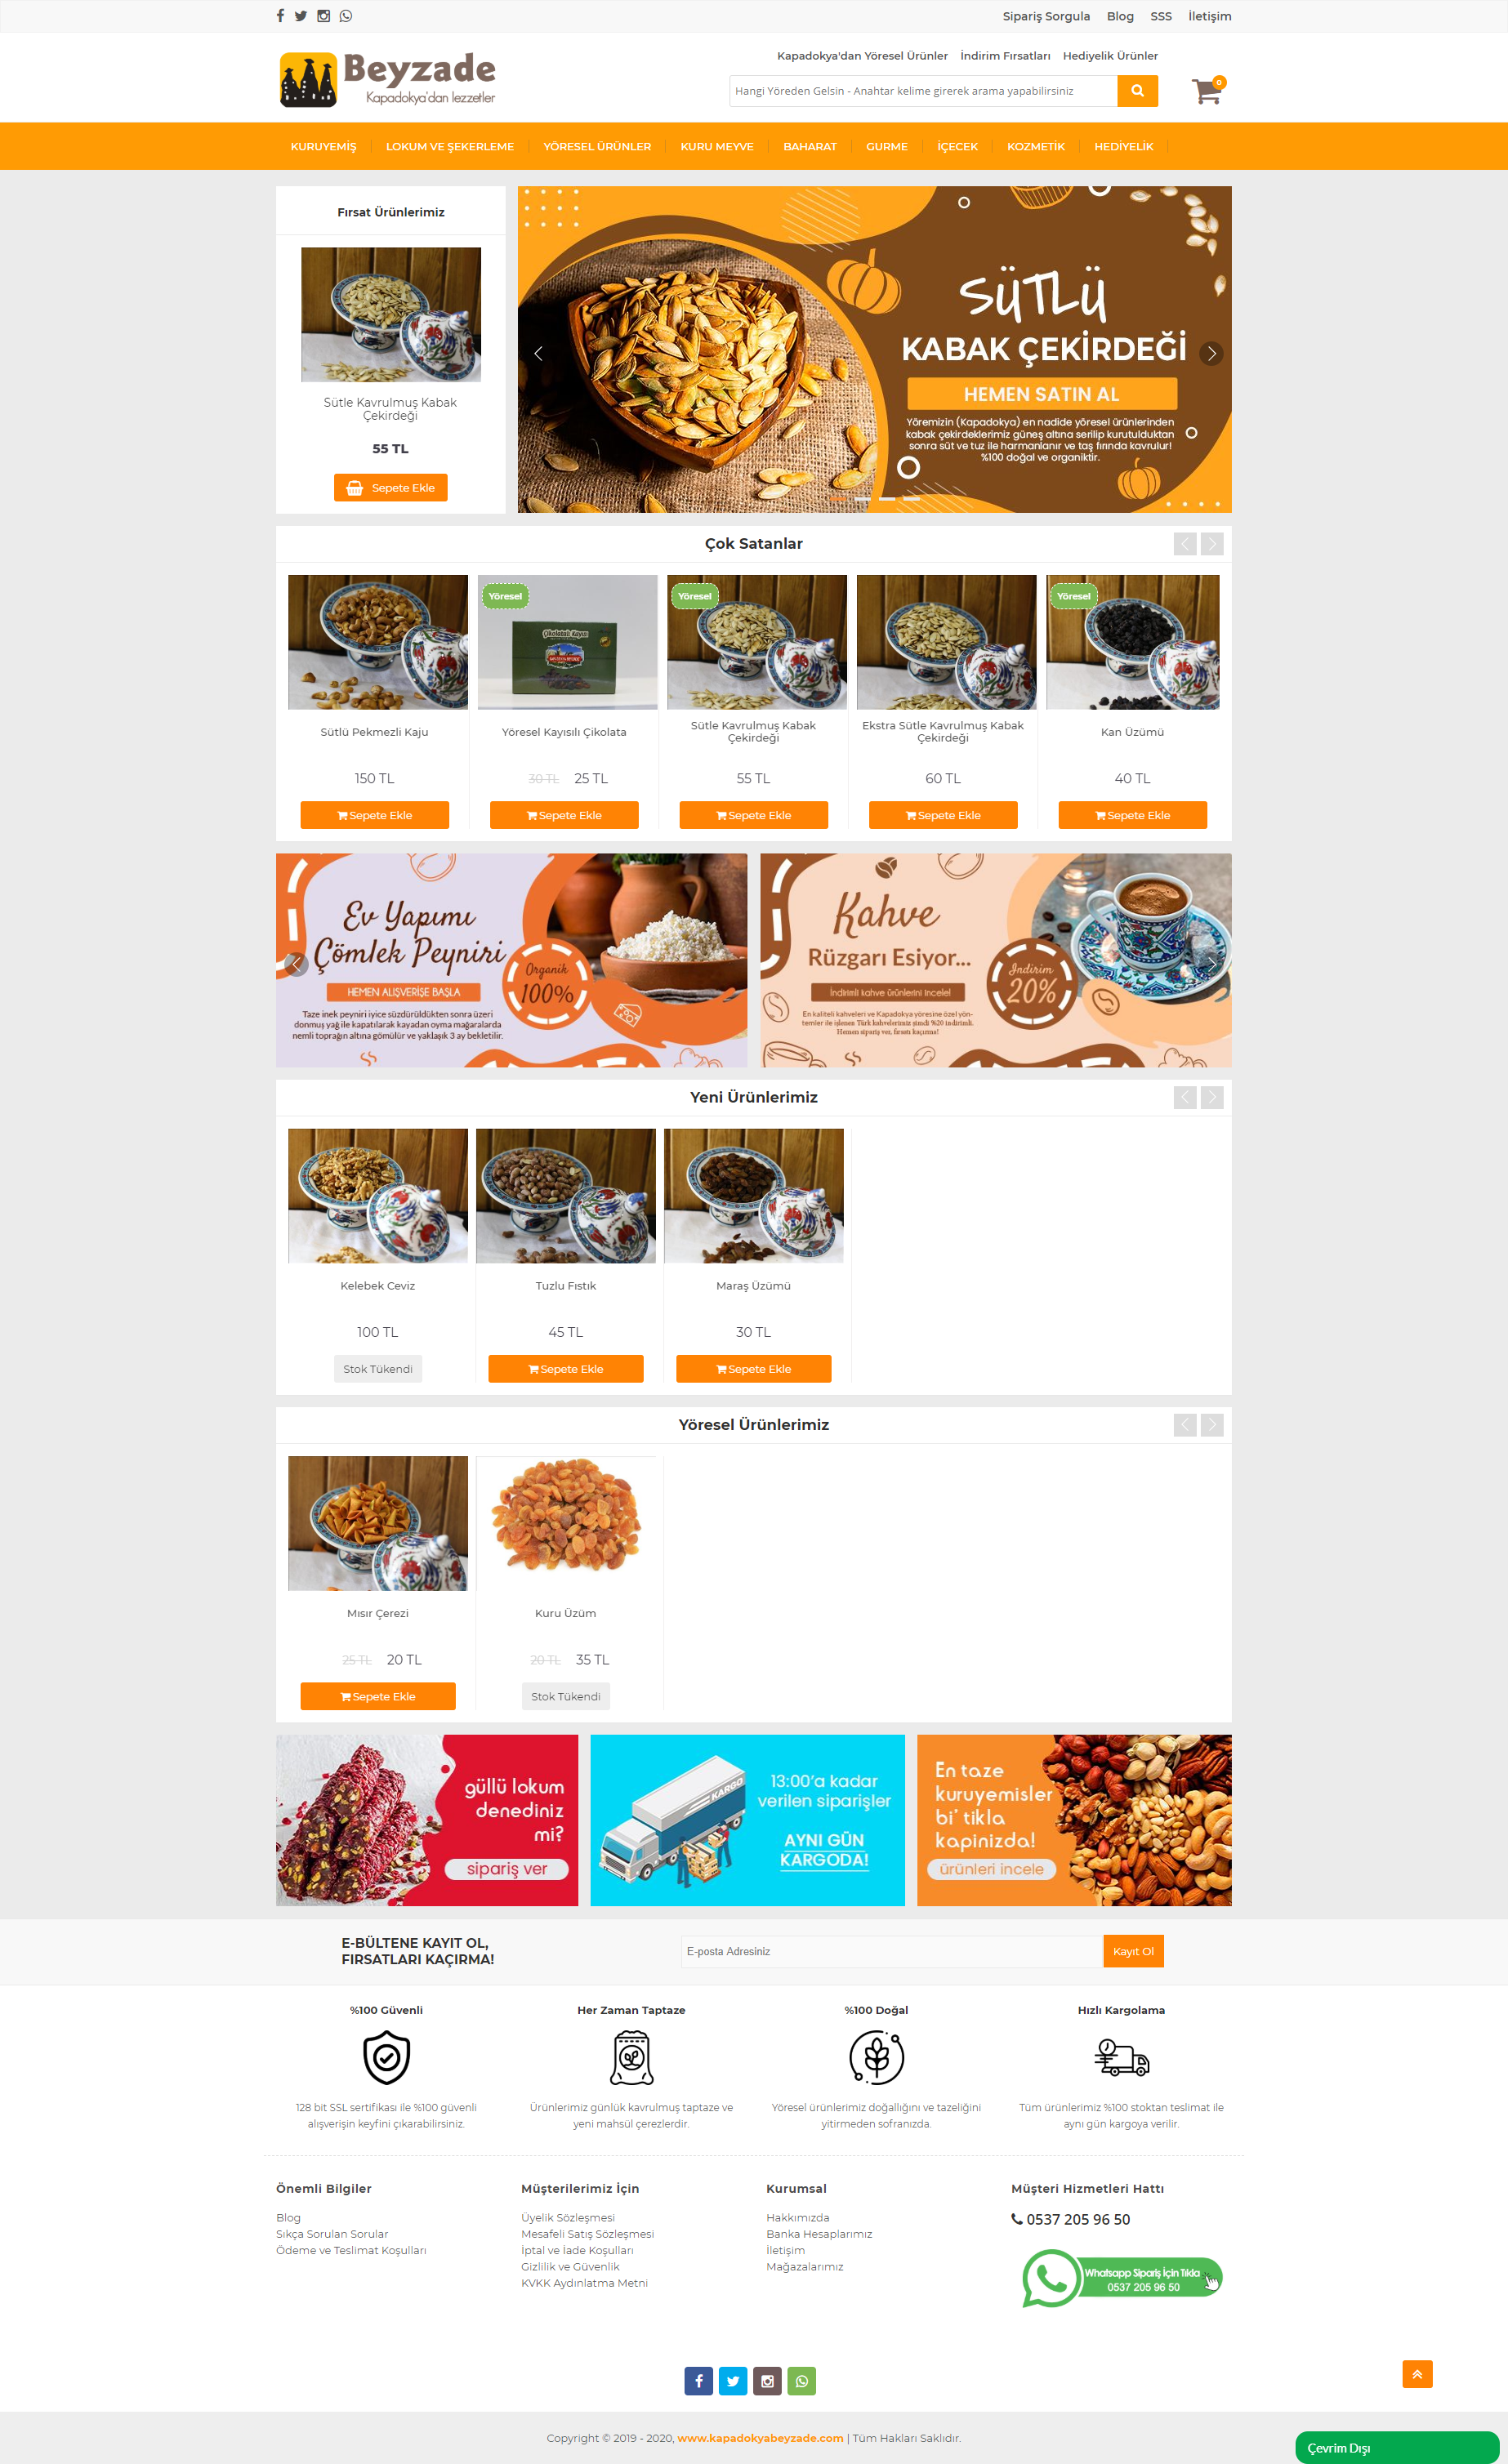 Sipariş Sorgula Blog SSS İletişim
Beyzade
Kapadokya'dan lezzetler
Kapadokya'dan Yöresel Ürünler İndirim Fırsatları Hediyelik Ürünler
Hangi Yöreden Gelsin - Anahtar kelime girerek arama yapabilirsiniz
0
KURUYEMİŞ LOKUM VE ŞEKERLEME YÖRESEL ÜRÜNLER KURU MEYVE BAHARAT GURME İÇECEK KOZMETİK HEDİYELİK
Fırsat Ürünlerimiz
Sütle Kavrulmuş Kabak
Çekirdeği
55 TL
Sepete Ekle
SÜTLÜ
KABAK ÇEKİRDEĞİ
HEMEN SATIN AL
Yöremizin (Kapadokya) en nadide yöresel ürünlerinden
kabak çekirdeklerimiz güneş altına serilip kurutulduktan
sonra süt ve tuz ile harmanlanır ve taş fırında kavrulur!
%100 doğal ve organiktir.
Çok Satanlar
Yöresel
Yöresel
Yöresel
Sütlü Pekmezli Kaju
Yöresel Kayısılı Çikolata
Sütle Kavrulmuş Kabak
Çekirdeği
Ekstra Sütle Kavrulmuş Kabak
Çekirdeği
Kan Üzümü
150 TL
30 TL 25 TL
55 TL
60 TL
40 TL
Sepete Ekle
Sepete Ekle
Sepete Ekle
Sepete Ekle
Sepete Ekle
Ev Yapımı
Çömlek Peyniri
HEMEN ALIŞVERİŞE BAŞLA
Taze inek peyniri iyice süzdürüldükten sonra üzeri
donmuş yağ ile kapatılarak kayadan oyma mağaralarda
nemli toprağın altına gömülür ve yaklaşık 3 ay bekletilir.
Organik
100%
Kahve
Rüzgarı Esiyor...
İndirimli kahve ürünlerini incele!
En kaliteli kahveleri ve Kapadokya yöresine özel yön-
temler ile işlenen Türk kahvelerimiz şimdi %20 indirimli.
Hemen sipariş ver, fırsatı kaçırma!
İndirim
20%
Yeni Ürünlerimiz
Kelebek Ceviz
Tuzlu Fıstık
Maraş Üzümü
100 TL
45 TL
30 TL
Stok Tükendi
Sepete Ekle
Sepete Ekle
Yöresel Ürünlerimiz
Mısır Çerezi
Kuru Üzüm
25 TL 20 TL
20 TL 35 TL
Sepete Ekle
Stok Tükendi
güllü lokum
denediniz
mi?
sipariş ver
KARGO
13:00'a kadar
verilen siparişler
AYNI GÜN
KARGODA!
En taze
kuruyemisler
bi' tikla
kapinizda!
ürünleri incele
E-BÜLTENE KAYIT OL,
FIRSATLARI KAÇIRMA!
E-posta Adresiniz
Kayıt Ol
%100 Güvenli
Her Zaman Taptaze
%100 Doğal
Hızlı Kargolama
128 bit SSL sertifikası ile %100 güvenli
alışverişin keyfini çıkarabilirsiniz.
Ürünlerimiz günlük kavrulmuş taptaze ve
yeni mahsül çerezlerdir.
Yöresel ürünlerimiz doğallığını ve tazeliğini
yitirmeden sofranızda.
Tüm ürünlerimiz %100 stoktan teslimat ile
aynı gün kargoya verilir.
Önemli Bilgiler
Blog
Sıkça Sorulan Sorular
Ödeme ve Teslimat Koşulları
Müşterilerimiz İçin
Üyelik Sözleşmesi
Mesafeli Satış Sözleşmesi
İptal ve İade Koşulları
Gizlilik ve Güvenlik
KVKK Aydınlatma Metni
Kurumsal
Hakkımızda
Banka Hesaplarımız
İletişim
Mağazalarımız
Müşteri Hizmetleri Hattı
0537 205 96 50
Whatsapp Sipariş İçin Tıkla
0537 205 96 50
Copyright © 2019 - 2020, www.kapadokyabeyzade.com | Tüm Hakları Saklıdır.
Çevrim Dışı